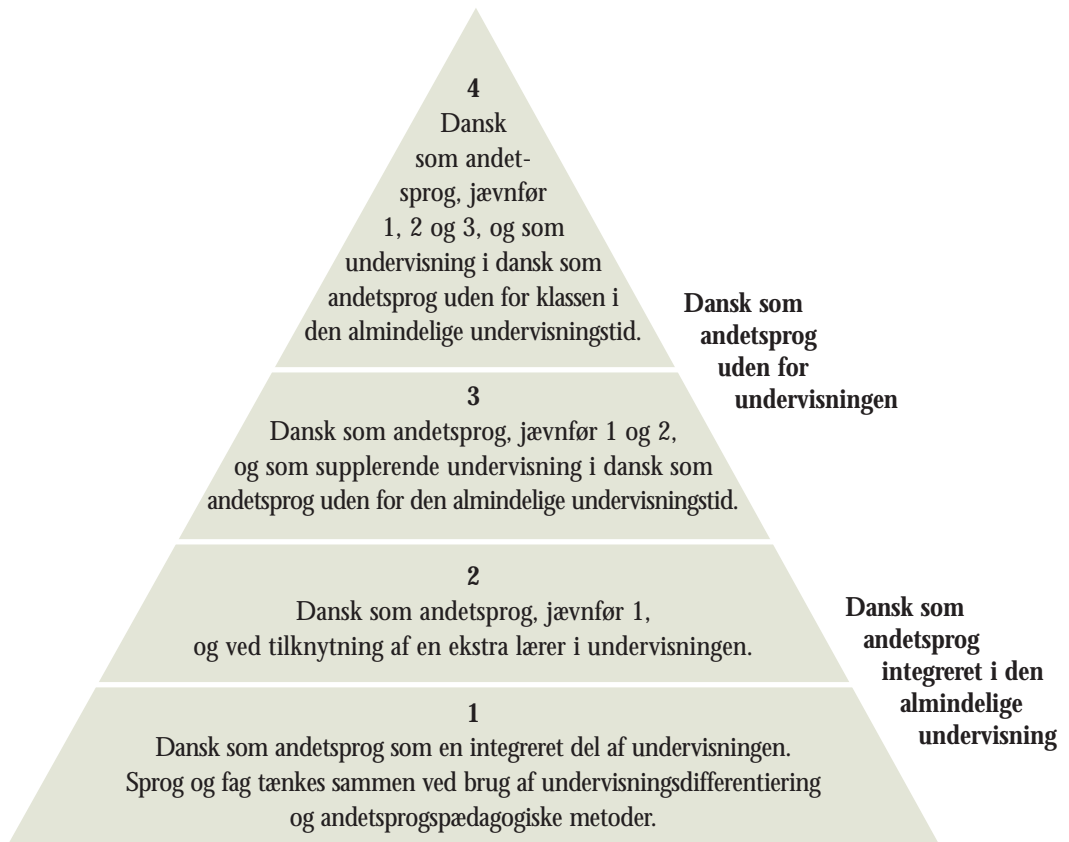 4
Dansk
som andet-
sprog, jævnfør
1, 2 og 3, og som
undervisning i dansk som
andetsprog uden for klassen i
den almindelige undervisningstid.
Dansk som
andetsprog
uden for
undervisningen
3
Dansk som andetsprog, jævnfør 1 og 2,
og som supplerende undervisning i dansk som
andetsprog uden for den almindelige undervisningstid.
2
Dansk som andetsprog, jævnfør 1,
og ved tilknytning af en ekstra lærer i undervisningen.
Dansk som
andetsprog
integreret i den
almindelige
undervisning
1
Dansk som andetsprog som en integreret del af undervisningen.
Sprog og fag tænkes sammen ved brug af undervisningsdifferentiering
og andetsprogspædagogiske metoder.